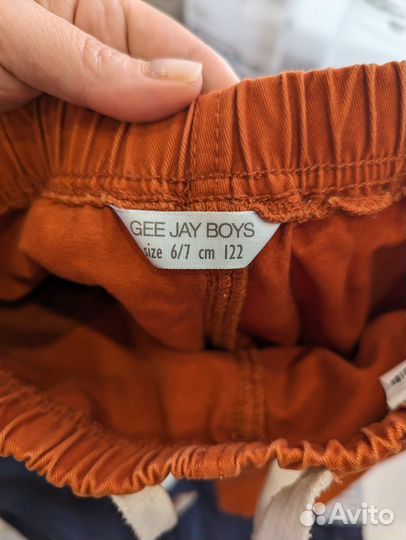 GEE JAY BOYS
size 6/7 cm 122
Avito